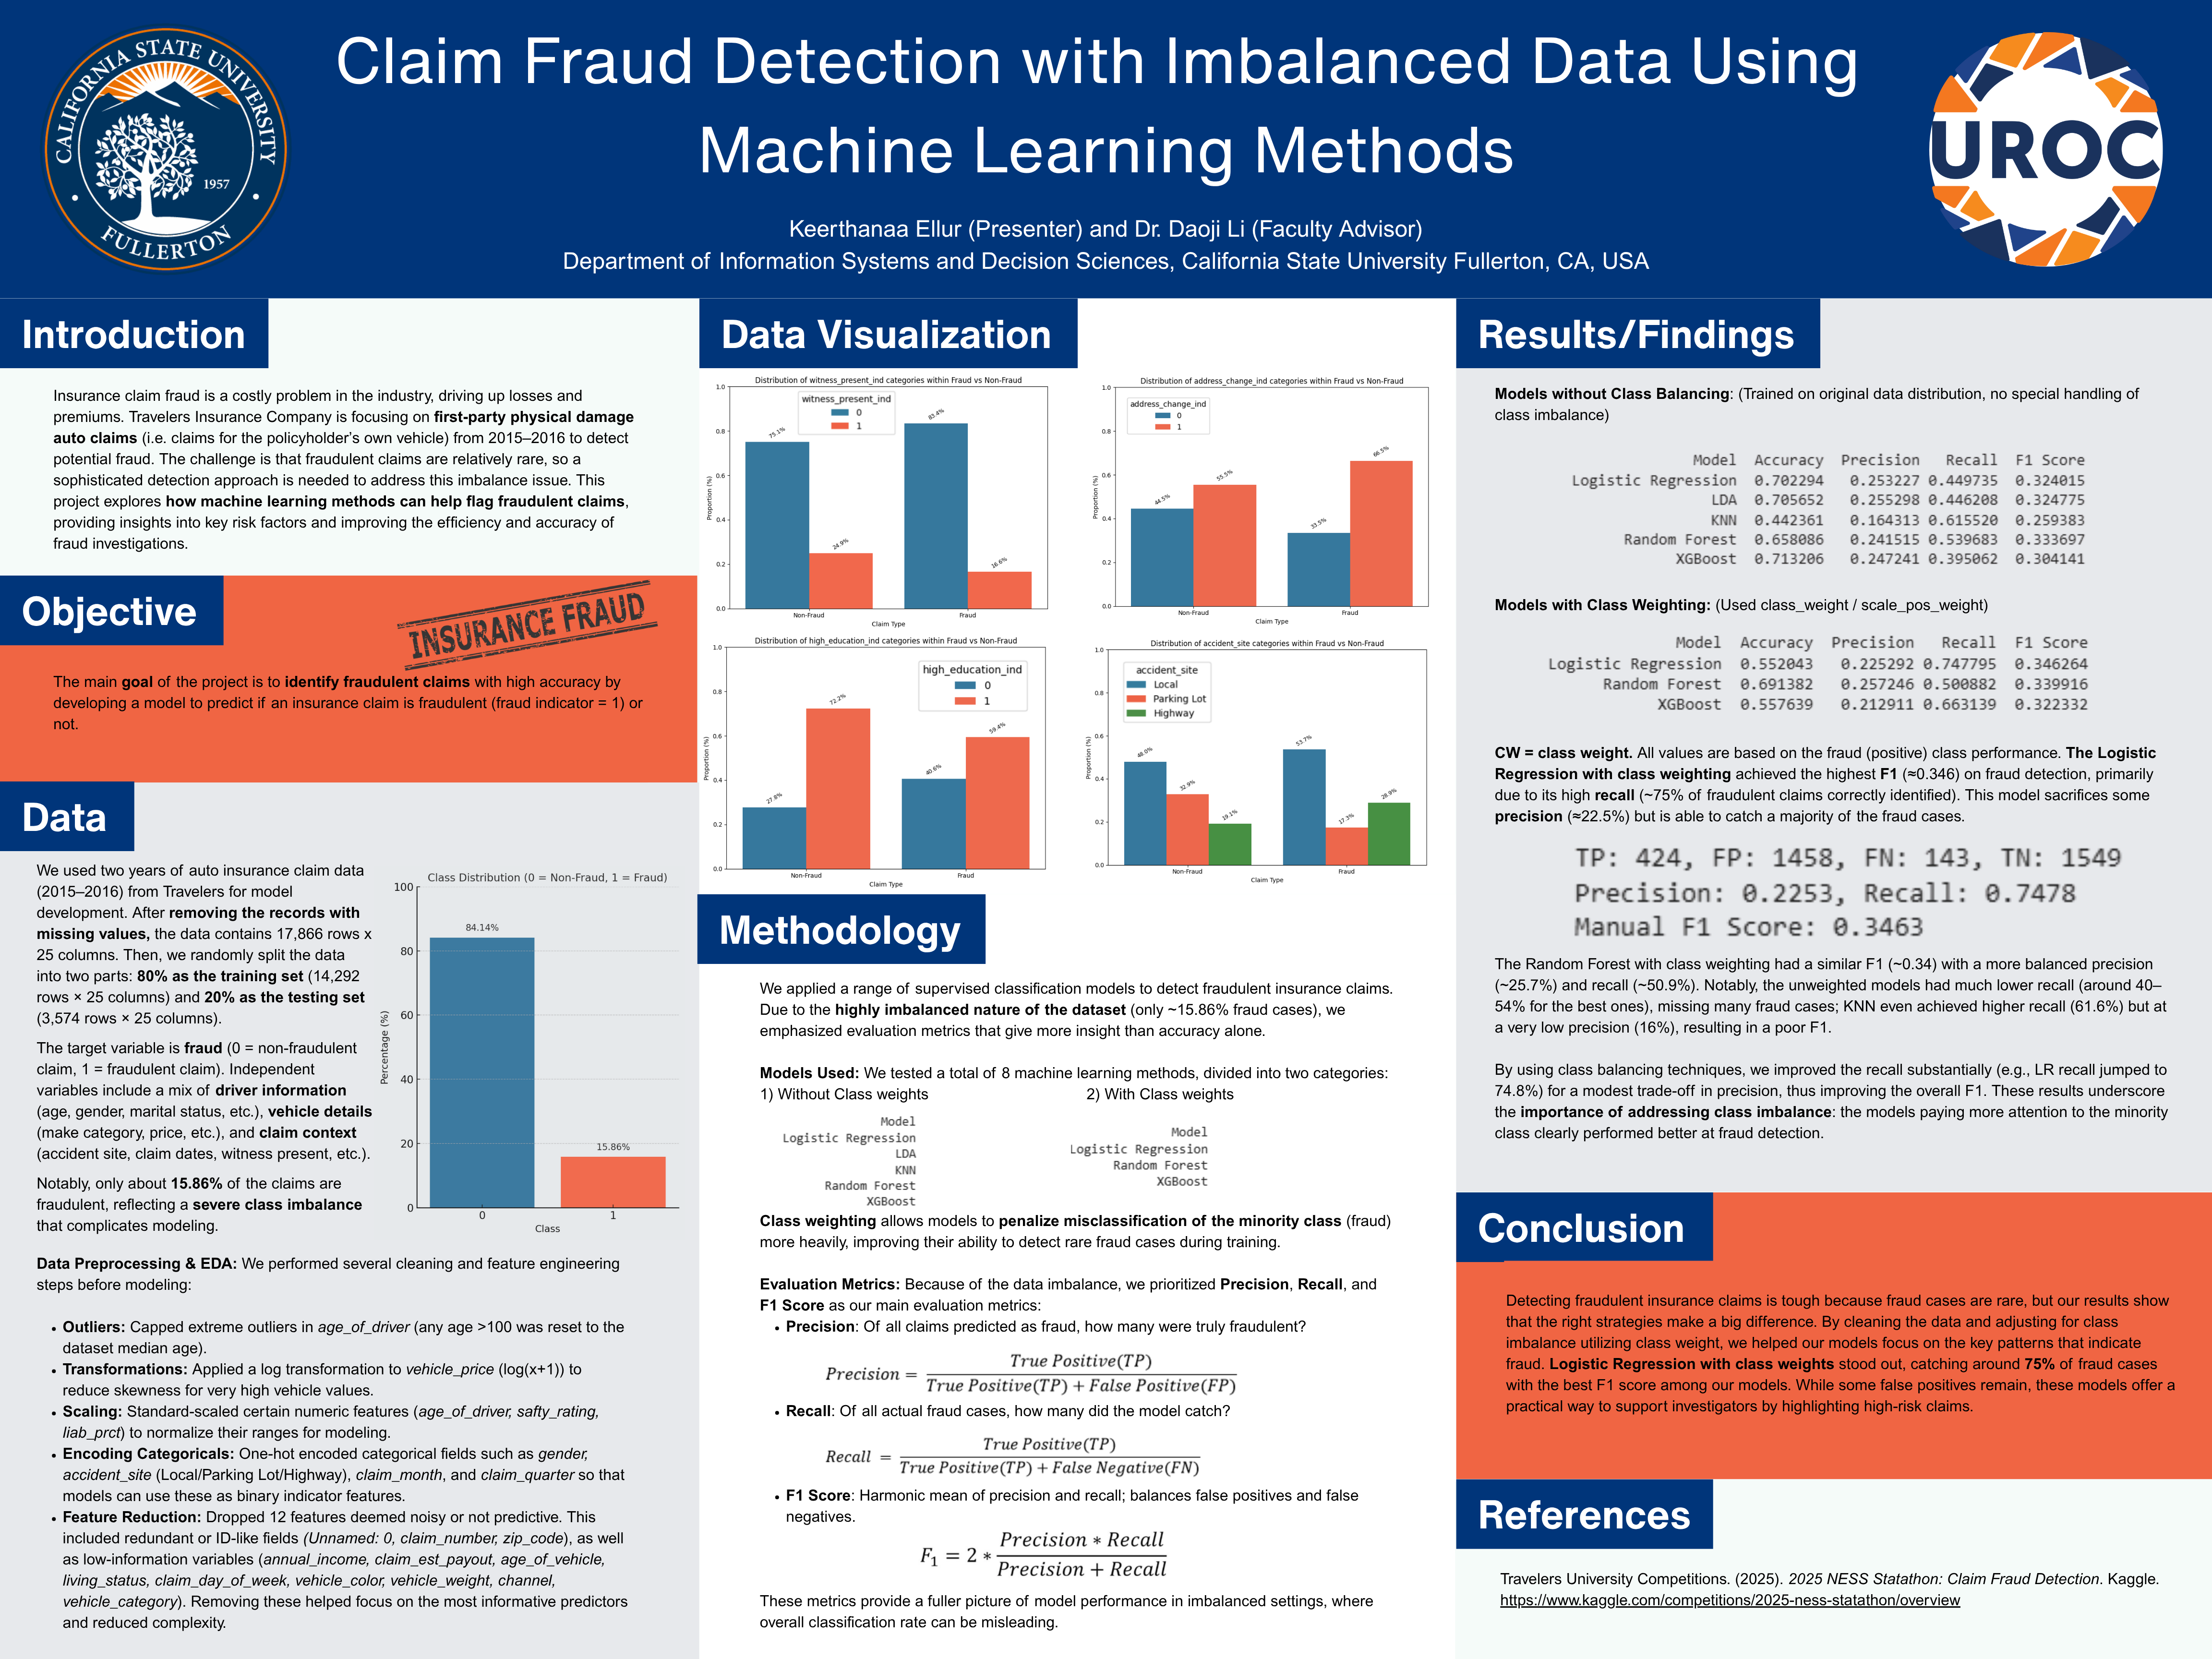 CALIFORNIA STATE UNIVERSITY
1957
FULLERTON
Claim Fraud Detection with Imbalanced Data Using
Machine Learning Methods
Keerthanaa Ellur (Presenter) and Dr. Daoji Li (Faculty Advisor)
Department of Information Systems and Decision Sciences, California State University Fullerton, CA, USA
UROC
Introduction
Insurance claim fraud is a costly problem in the industry, driving up losses and
premiums. Travelers Insurance Company is focusing on first-party physical damage
auto claims (i.e. claims for the policyholder's own vehicle) from 2015–2016 to detect
potential fraud. The challenge is that fraudulent claims are relatively rare, so a
sophisticated detection approach is needed to address this imbalance issue. This
project explores how machine learning methods can help flag fraudulent claims,
providing insights into key risk factors and improving the efficiency and accuracy of
fraud investigations.
Objective
INSURANCE FRAUD
The main goal of the project is to identify fraudulent claims with high accuracy by
developing a model to predict if an insurance claim is fraudulent (fraud indicator = 1) or
not.
Data
We used two years of auto insurance claim data
(2015–2016) from Travelers for model
development. After removing the records with
missing values, the data contains 17,866 rows x
25 columns. Then, we randomly split the data
into two parts: 80% as the training set (14,292
rows × 25 columns) and 20% as the testing set
(3,574 rows × 25 columns).
The target variable is fraud (0 = non-fraudulent
claim, 1 = fraudulent claim). Independent
variables include a mix of driver information
(age, gender, marital status, etc.), vehicle details
(make category, price, etc.), and claim context
(accident site, claim dates, witness present, etc.).
Notably, only about 15.86% of the claims are
fraudulent, reflecting a severe class imbalance
that complicates modeling.
Class Distribution (0 = Non-Fraud, 1 = Fraud)
Percentage (%)
100
80
60
40
20
0
84.14%
15.86%
0 1
Class
Data Preprocessing & EDA: We performed several cleaning and feature engineering
steps before modeling:
• Outliers: Capped extreme outliers in age_of_driver (any age >100 was reset to the
dataset median age).
• Transformations: Applied a log transformation to vehicle_price (log(x+1)) to
reduce skewness for very high vehicle values.
• Scaling: Standard-scaled certain numeric features (age_of_driver, safty_rating,
liab_prct) to normalize their ranges for modeling.
• Encoding Categoricals: One-hot encoded categorical fields such as gender,
accident_site (Local/Parking Lot/Highway), claim_month, and claim_quarter so that
models can use these as binary indicator features.
• Feature Reduction: Dropped 12 features deemed noisy or not predictive. This
included redundant or ID-like fields (Unnamed: 0, claim_number, zip_code), as well
as low-information variables (annual_income, claim_est_payout, age_of_vehicle,
living_status, claim_day_of_week, vehicle_color, vehicle_weight, channel,
vehicle_category). Removing these helped focus on the most informative predictors
and reduced complexity.
Data Visualization
Distribution of witness_present_ind categories within Fraud vs Non-Fraud
witness_present_ind
0
1
Proportion (%)
1.0
0.8
0.6
0.4
0.2
0.0
75.1%
24.9%
83.4%
16.6%
Non-Fraud Fraud
Claim Type
Distribution of address_change_ind categories within Fraud vs Non-Fraud
address_change_ind
0
1
Proportion (%)
1.0
0.8
0.6
0.4
0.2
0.0
44.5%
55.5%
33.5%
66.5%
Non-Fraud Fraud
Claim Type
Distribution of high_education_ind categories within Fraud vs Non-Fraud
high_education_ind
0
1
Proportion (%)
1.0
0.8
0.6
0.4
0.2
0.0
27.8%
72.2%
40.6%
59.4%
Non-Fraud Fraud
Claim Type
Distribution of accident_site categories within Fraud vs Non-Fraud
accident_site
Local
Parking Lot
Highway
Proportion (%)
1.0
0.8
0.6
0.4
0.2
0.0
48.0%
32.9%
19.1%
53.7%
17.3%
28.9%
Non-Fraud Fraud
Claim Type
Methodology
We applied a range of supervised classification models to detect fraudulent insurance claims.
Due to the highly imbalanced nature of the dataset (only ~15.86% fraud cases), we
emphasized evaluation metrics that give more insight than accuracy alone.
Models Used: We tested a total of 8 machine learning methods, divided into two categories:
1) Without Class weights
Model
Logistic Regression
LDA
KNN
Random Forest
XGBoost
2) With Class weights
Model
Logistic Regression
Random Forest
XGBoost
Class weighting allows models to penalize misclassification of the minority class (fraud)
more heavily, improving their ability to detect rare fraud cases during training.
Evaluation Metrics: Because of the data imbalance, we prioritized Precision, Recall, and
F1 Score as our main evaluation metrics:
• Precision: Of all claims predicted as fraud, how many were truly fraudulent?
Precision = True Positive(TP) / True Positive(TP) + False Positive(FP)
• Recall: Of all actual fraud cases, how many did the model catch?
Recall = True Positive(TP) / True Positive(TP) + False Negative(FN)
• F1 Score: Harmonic mean of precision and recall; balances false positives and false
negatives.
F₁ = 2 * Precision * Recall / Precision + Recall
These metrics provide a fuller picture of model performance in imbalanced settings, where
overall classification rate can be misleading.
Results/Findings
Models without Class Balancing: (Trained on original data distribution, no special handling of
class imbalance)
Model Accuracy Precision Recall F1 Score
Logistic Regression 0.702294 0.253227 0.449735 0.324015
LDA 0.705652 0.255298 0.446208 0.324775
KNN 0.442361 0.164313 0.615520 0.259383
Random Forest 0.658086 0.241515 0.539683 0.333697
XGBoost 0.713206 0.247241 0.395062 0.304141
Models with Class Weighting: (Used class_weight / scale_pos_weight)
Model Accuracy Precision Recall F1 Score
Logistic Regression 0.552043 0.225292 0.747795 0.346264
Random Forest 0.691382 0.257246 0.500882 0.339916
XGBoost 0.557639 0.212911 0.663139 0.322332
CW = class weight. All values are based on the fraud (positive) class performance. The Logistic
Regression with class weighting achieved the highest F1 (≈0.346) on fraud detection, primarily
due to its high recall (~75% of fraudulent claims correctly identified). This model sacrifices some
precision (≈22.5%) but is able to catch a majority of the fraud cases.
TP: 424, FP: 1458, FN: 143, TN: 1549
Precision: 0.2253, Recall: 0.7478
Manual F1 Score: 0.3463
The Random Forest with class weighting had a similar F1 (~0.34) with a more balanced precision
(~25.7%) and recall (~50.9%). Notably, the unweighted models had much lower recall (around 40–
54% for the best ones), missing many fraud cases; KNN even achieved higher recall (61.6%) but at
a very low precision (16%), resulting in a poor F1.
By using class balancing techniques, we improved the recall substantially (e.g., LR recall jumped to
74.8%) for a modest trade-off in precision, thus improving the overall F1. These results underscore
the importance of addressing class imbalance: the models paying more attention to the minority
class clearly performed better at fraud detection.
Conclusion
Detecting fraudulent insurance claims is tough because fraud cases are rare, but our results show
that the right strategies make a big difference. By cleaning the data and adjusting for class
imbalance utilizing class weight, we helped our models focus on the key patterns that indicate
fraud. Logistic Regression with class weights stood out, catching around 75% of fraud cases
with the best F1 score among our models. While some false positives remain, these models offer a
practical way to support investigators by highlighting high-risk claims.
References
Travelers University Competitions. (2025). 2025 NESS Statathon: Claim Fraud Detection. Kaggle.
https://www.kaggle.com/competitions/2025-ness-statathon/overview